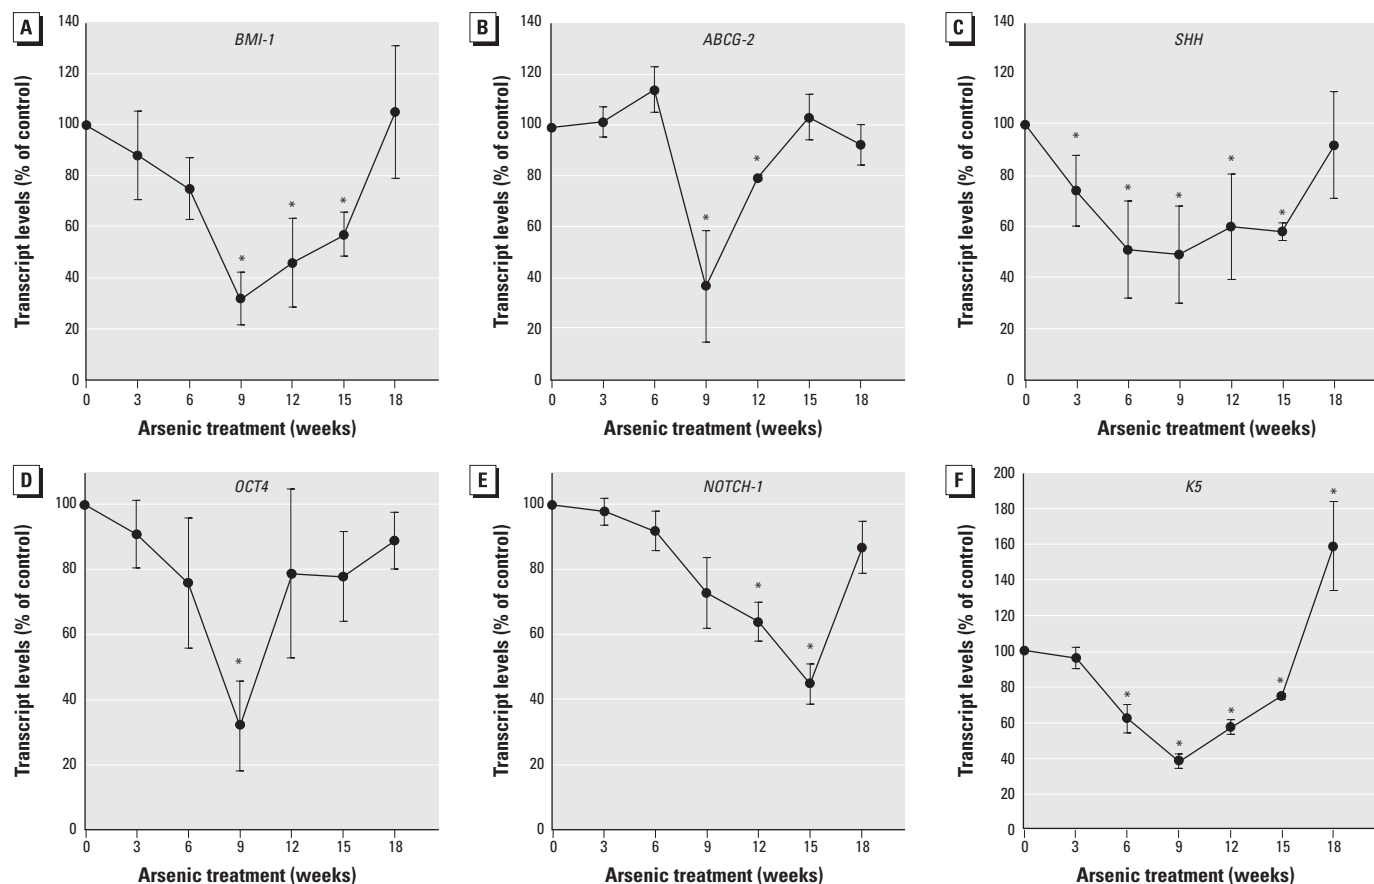 A
BMI-1
Transcript levels (% of control)
140
120
100
80
60
40
20
0
*
*
*
0 3 6 9 12 15 18
Arsenic treatment (weeks)
B
ABCG-2
Transcript levels (% of control)
140
120
100
80
60
40
20
0
*
*
0 3 6 9 12 15 18
Arsenic treatment (weeks)
C
SHH
Transcript levels (% of control)
140
120
100
80
60
40
20
0
*
*
*
*
*
0 3 6 9 12 15 18
Arsenic treatment (weeks)
D
OCT4
Transcript levels (% of control)
100
80
60
40
20
0
*
0 3 6 9 12 15 18
Arsenic treatment (weeks)
E
NOTCH-1
Transcript levels (% of control)
100
80
60
40
20
0
*
*
0 3 6 9 12 15 18
Arsenic treatment (weeks)
F
K5
Transcript levels (% of control)
200
180
160
140
120
100
80
60
40
20
0
*
*
*
*
*
0 3 6 9 12 15 18
Arsenic treatment (weeks)